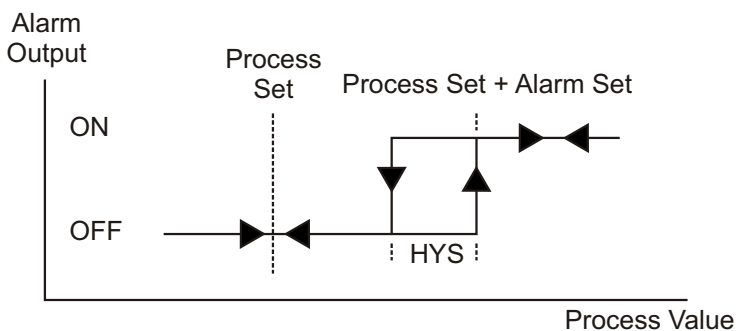 Alarm
Output
Process
Set
Process Set + Alarm Set
ON
OFF
HYS
Process Value